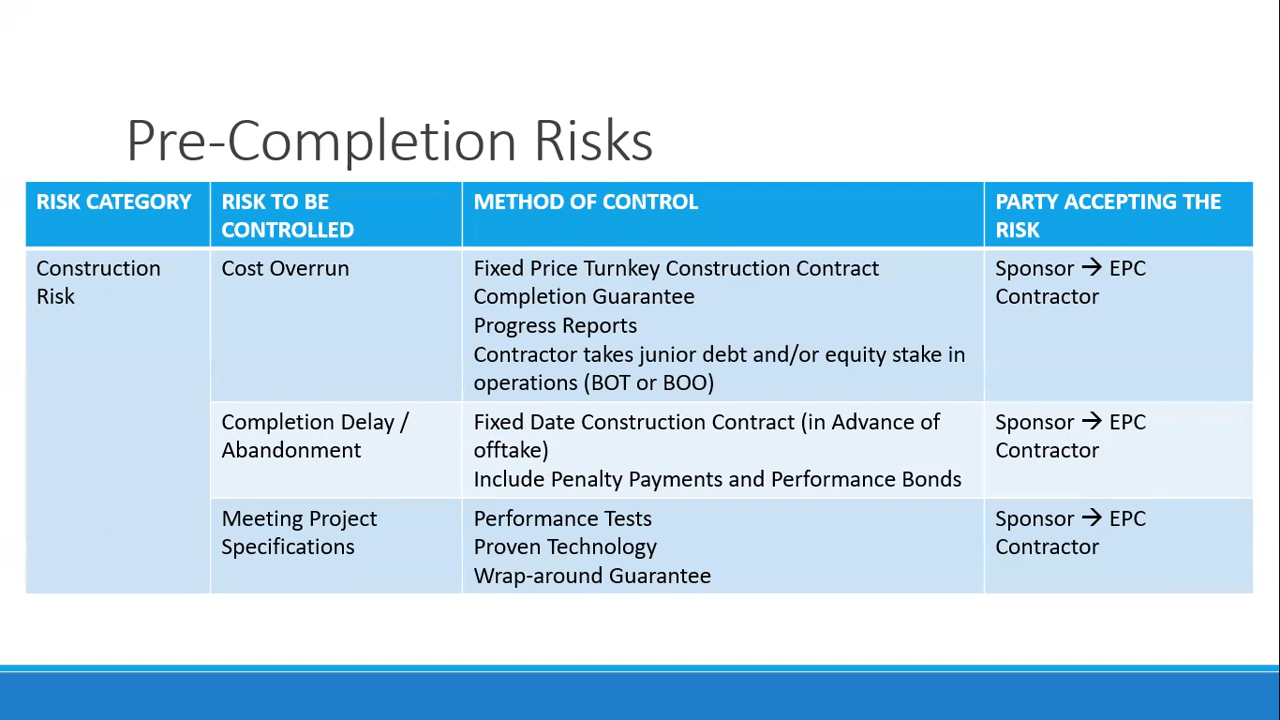 Pre-Completion Risks
RISK CATEGORY
RISK TO BE
CONTROLLED
METHOD OF CONTROL
PARTY ACCEPTING THE
RISK
Construction
Risk
Cost Overrun
Fixed Price Turnkey Construction Contract
Completion Guarantee
Progress Reports
Contractor takes junior debt and/or equity stake in
operations (BOT or BOO)
Sponsor → EPC
Contractor
Completion Delay /
Abandonment
Fixed Date Construction Contract (in Advance of
offtake)
Include Penalty Payments and Performance Bonds
Sponsor → EPC
Contractor
Meeting Project
Specifications
Performance Tests
Proven Technology
Wrap-around Guarantee
Sponsor → EPC
Contractor